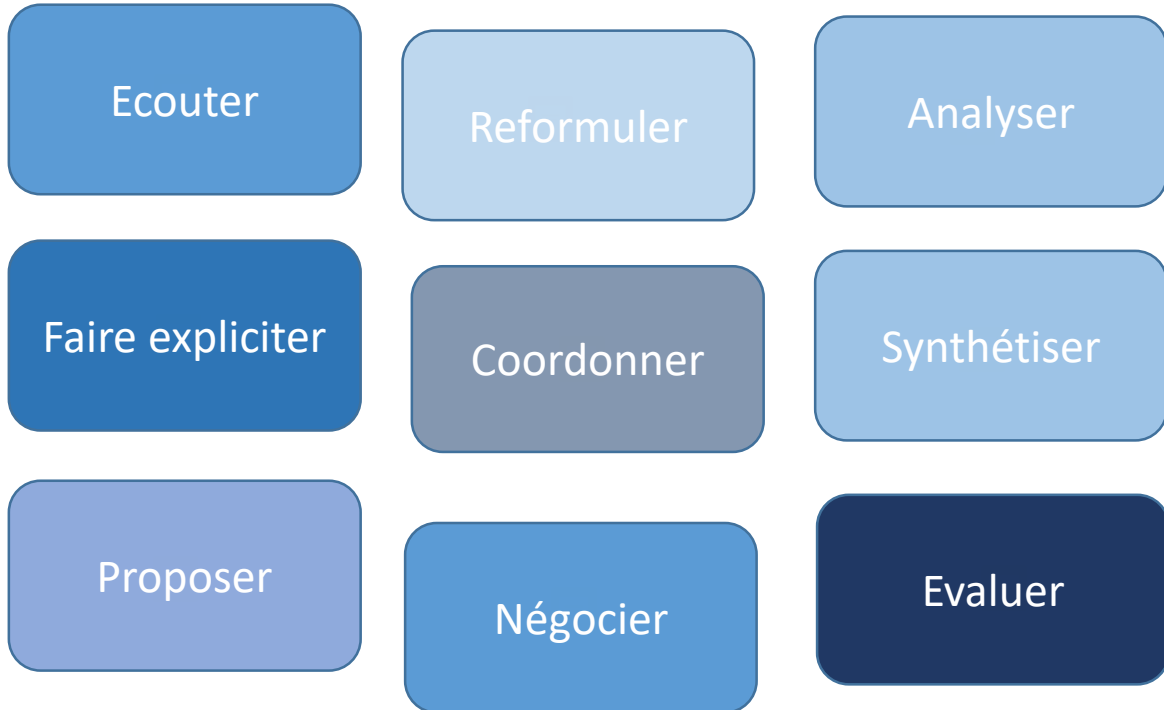 Ecouter
Reformuler
Analyser
Faire expliciter
Coordonner
Synthétiser
Proposer
Négocier
Evaluer